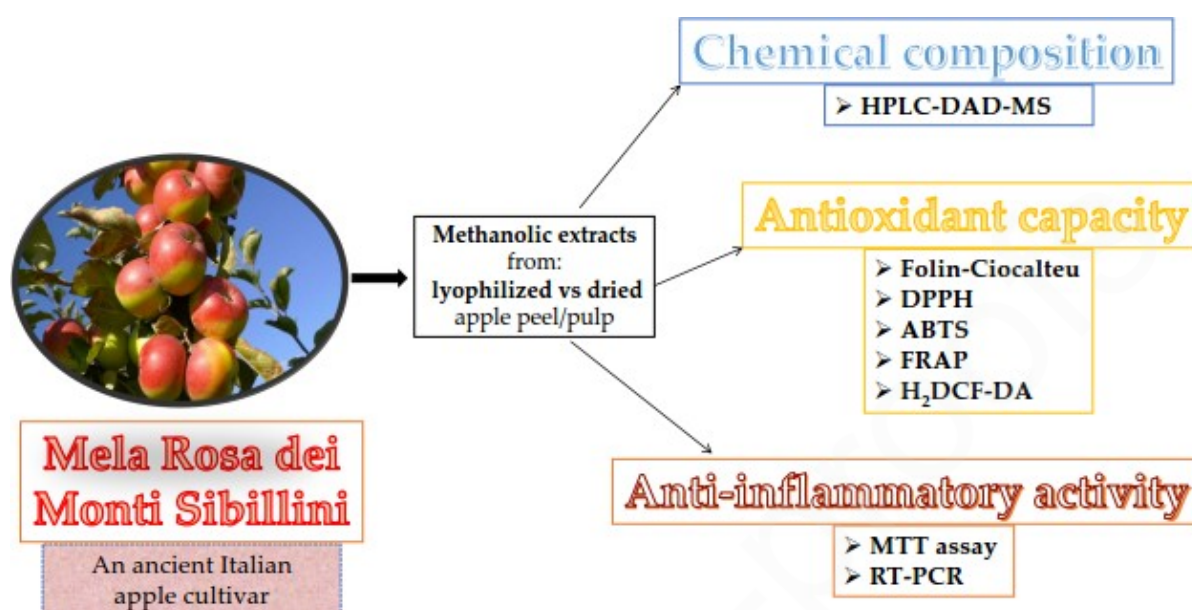 Chemical composition
➢ HPLC-DAD-MS
Antioxidant capacity
➢ Folin-Ciocalteu
➢ DPPH
➢ ABTS
➢ FRAP
➢ H₂DCF-DA
Methanolic extracts
from:
lyophilized vs dried
apple peel/pulp
Anti-inflammatory activity
➢ MTT assay
➢ RT-PCR
Mela Rosa dei
Monti Sibillini
An ancient Italian
apple cultivar